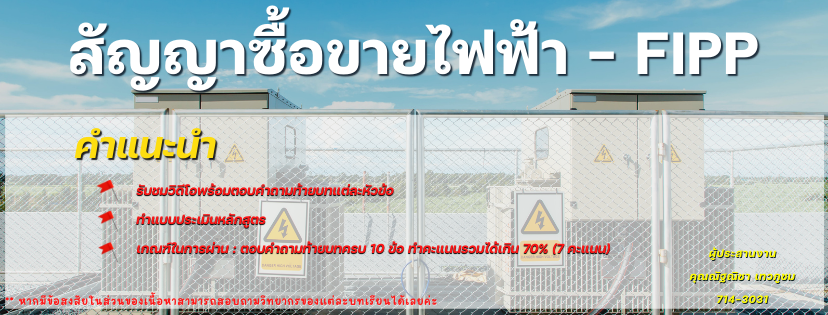 สัญญาซื้อขายไฟฟ้า - FIPP
คำแนะนำ
รับชมวิดีโอพร้อมตอบคำถามท้ายบทแต่ละหัวข้อ
ทำแบบประเมินหลักสูตร
เกณฑ์ในการผ่าน : ตอบคำถามท้ายบทครบ 10 ข้อ ทำคะแนนรวมได้เกิน 70% (7 คะแนน)
ผู้ประสานงาน
คุณณัฐณิชา เทวภูชม
714-3031
** หากมีข้อสงสัยในส่วนของเนื้อหาสามารถสอบถามวิทยากรของแต่ละบทเรียนได้เลยค่ะ